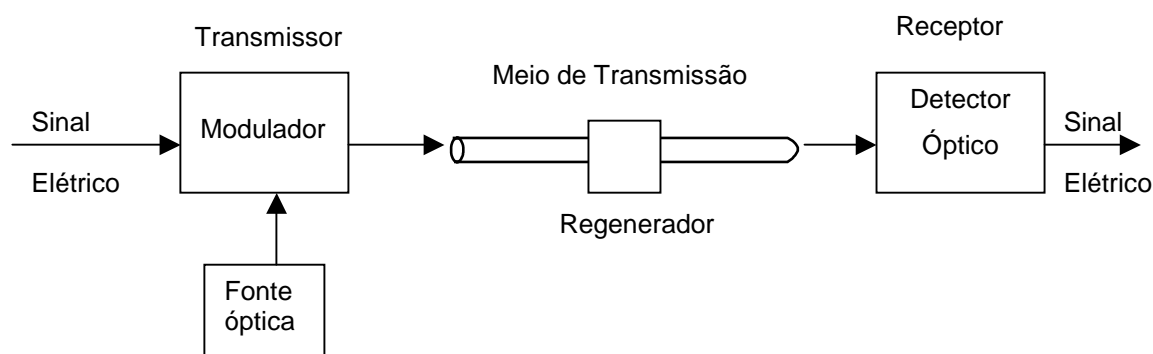 Transmissor
Receptor
Meio de Transmissão
Sinal
Elétrico
Modulador
Regenerador
Detector
Óptico
Sinal
Elétrico
Fonte
óptica